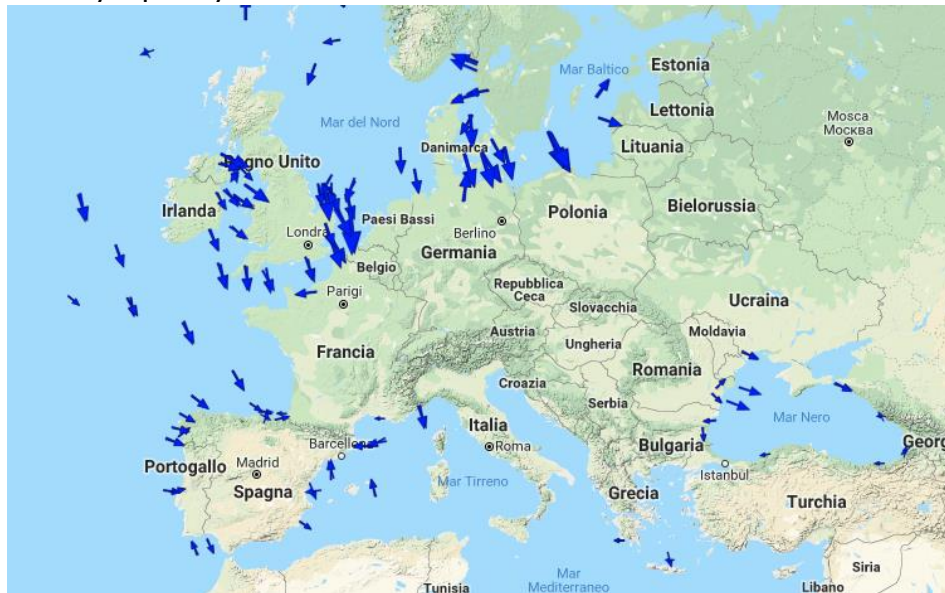 Mar Baltico
Estonia
Lettonia
Mosca
Москва
Mar del Nord
Danimarca
Lituania
Regno Unito
Irlanda
Bielorussia
Paesi Bassi
Polonia
Londra
Berlino
Germania
Belgio
Parigi
Repubblica
Ceca
Slovacchia
Ucraina
Austria
Moldavia
Francia
Ungheria
Romania
Croazia
Serbia
Italia
Mar Nero
Barcellona
Roma
Bulgaria
Georg
Portogallo
Madrid
Istanbul
Spagna
Mar Tirreno
Grecia
Turchia
Siria
Mar
Mediterraneo
Tunisia
Libano